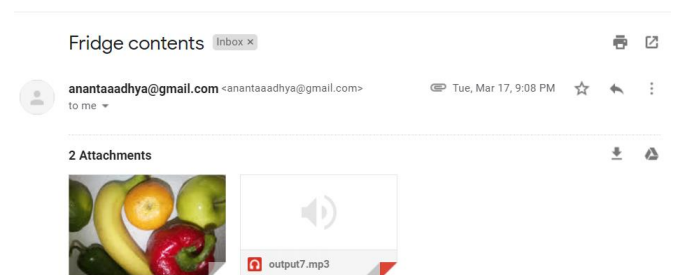 Fridge contents Inbox ×
anantaaadhya@gmail.com <anantaaadhya@gmail.com> Tue, Mar 17, 9:08 PM
to me
2 Attachments
output7.mp3